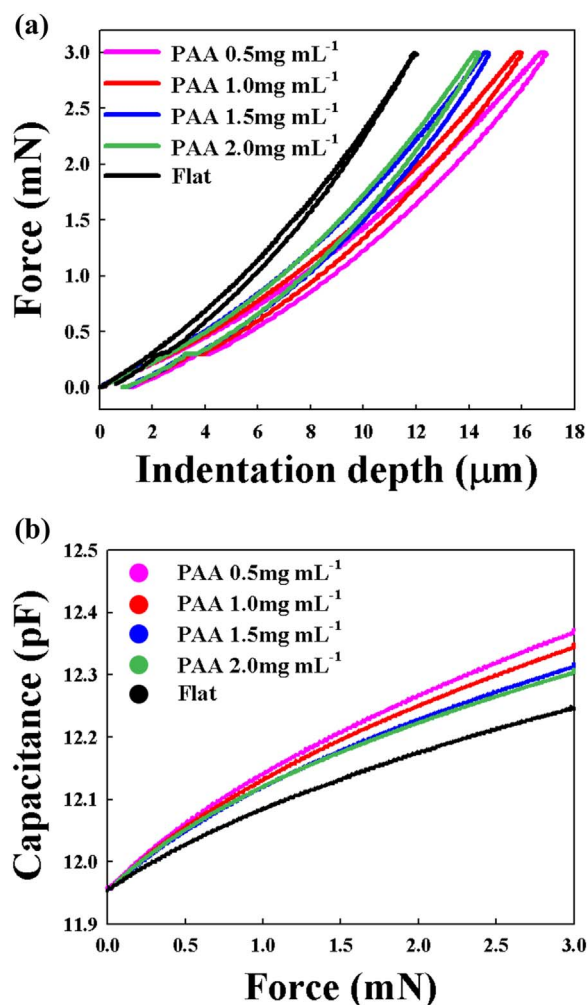 (a)
3.0
2.5
2.0
1.5
1.0
0.5
0.0
Force (mN)
PAA 0.5mg mL⁻¹
PAA 1.0mg mL⁻¹
PAA 1.5mg mL⁻¹
PAA 2.0mg mL⁻¹
Flat
0 2 4 6 8 10 12 14 16 18
Indentation depth (μm)
(b)
12.5
12.4
12.3
12.2
12.1
12.0
11.9
Capacitance (pF)
PAA 0.5mg mL⁻¹
PAA 1.0mg mL⁻¹
PAA 1.5mg mL⁻¹
PAA 2.0mg mL⁻¹
Flat
0.0 0.5 1.0 1.5 2.0 2.5 3.0
Force (mN)